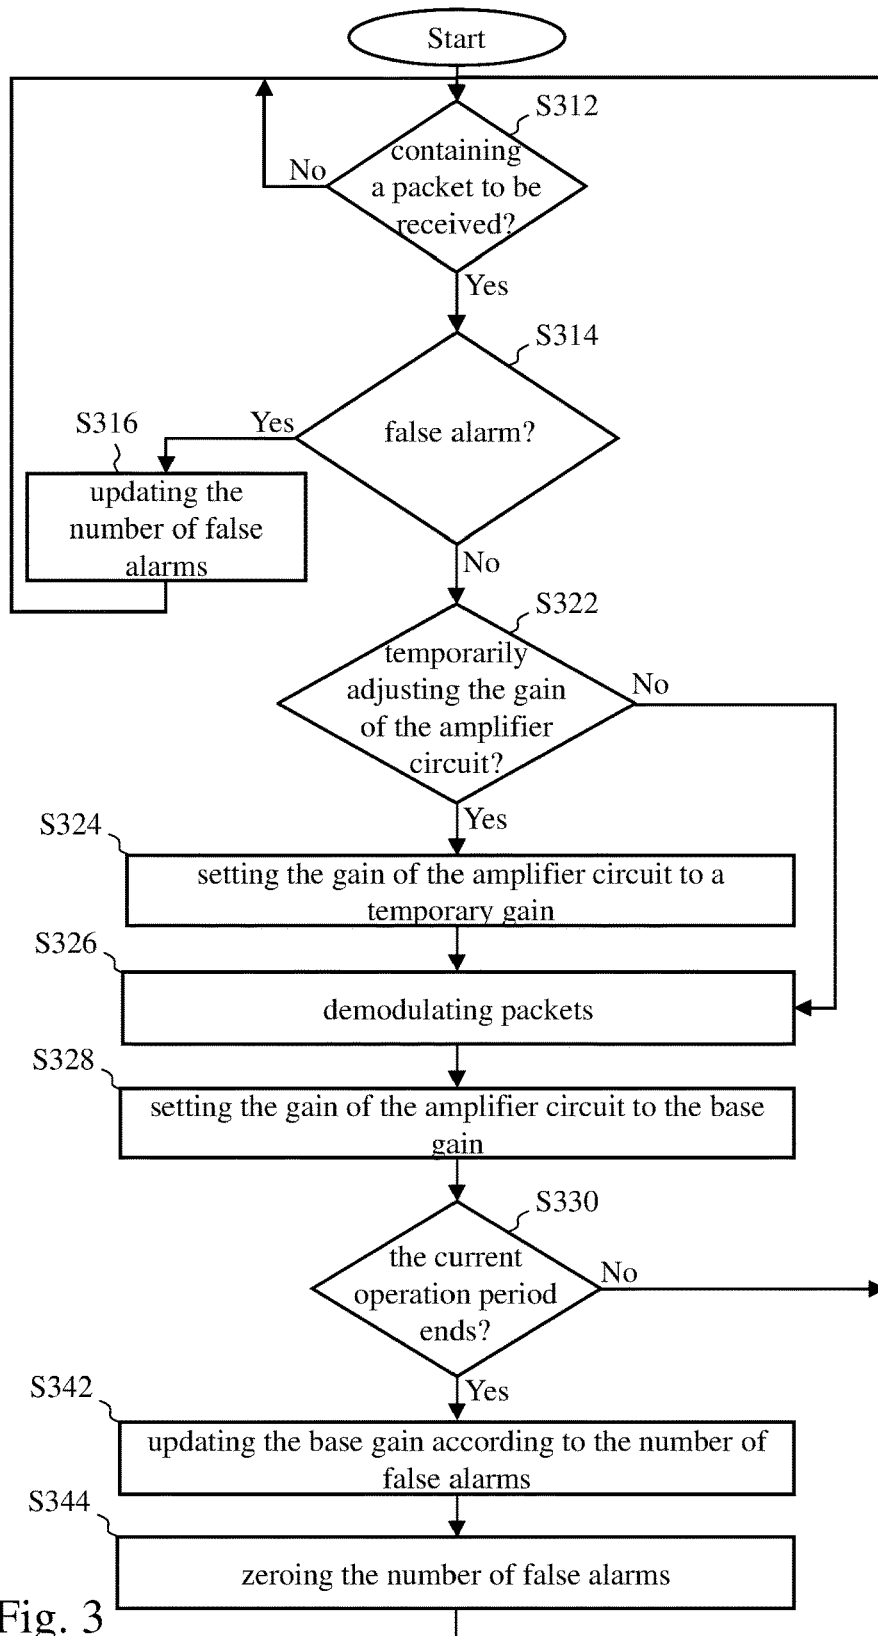 Start
S312
containing
a packet to be
received?
No
Yes
S314
false alarm?
Yes
S316
updating the
number of false
alarms
No
S322
temporarily
adjusting the gain
of the amplifier
circuit?
No
Yes
S324
setting the gain of the amplifier circuit to a
temporary gain
S326
demodulating packets
S328
setting the gain of the amplifier circuit to the base
gain
S330
the current
operation period
ends?
No
Yes
S342
updating the base gain according to the number of
false alarms
S344
zeroing the number of false alarms
Fig. 3